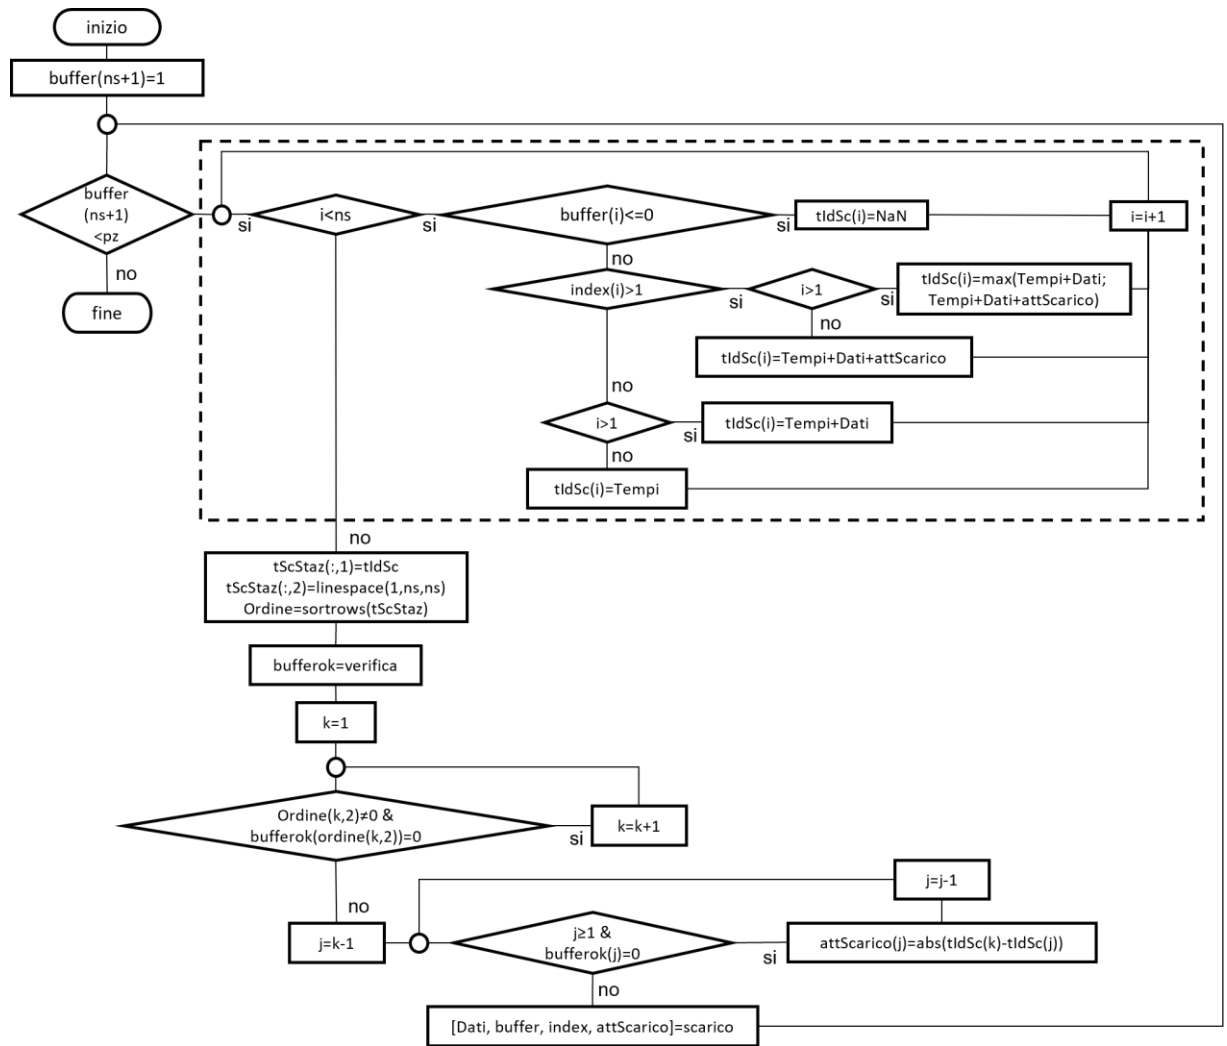 inizio
buffer(ns+1)=1
buffer
(ns+1)
<pz
si
no
fine
i<ns
si
buffer(i)<=0
si
tIdSc(i)=NaN
i=i+1
no
index(i)>1
si
i>1
si
tIdSc(i)=max(Tempi+Dati;
Tempi+Dati+attScarico)
no
tIdSc(i)=Tempi+Dati+attScarico
no
i>1
si
tIdSc(i)=Tempi+Dati
no
tIdSc(i)=Tempi
no
tScStaz(:,1)=tIdSc
tScStaz(:,2)=linespace(1,ns,ns)
Ordine=sortrows(tScStaz)
bufferok=verifica
k=1
Ordine(k,2)≠0 &
bufferok(ordine(k,2))=0
si
k=k+1
no
j=k-1
j≥1 &
bufferok(j)=0
si
attScarico(j)=abs(tIdSc(k)-tIdSc(j))
j=j-1
no
[Dati, buffer, index, attScarico]=scarico